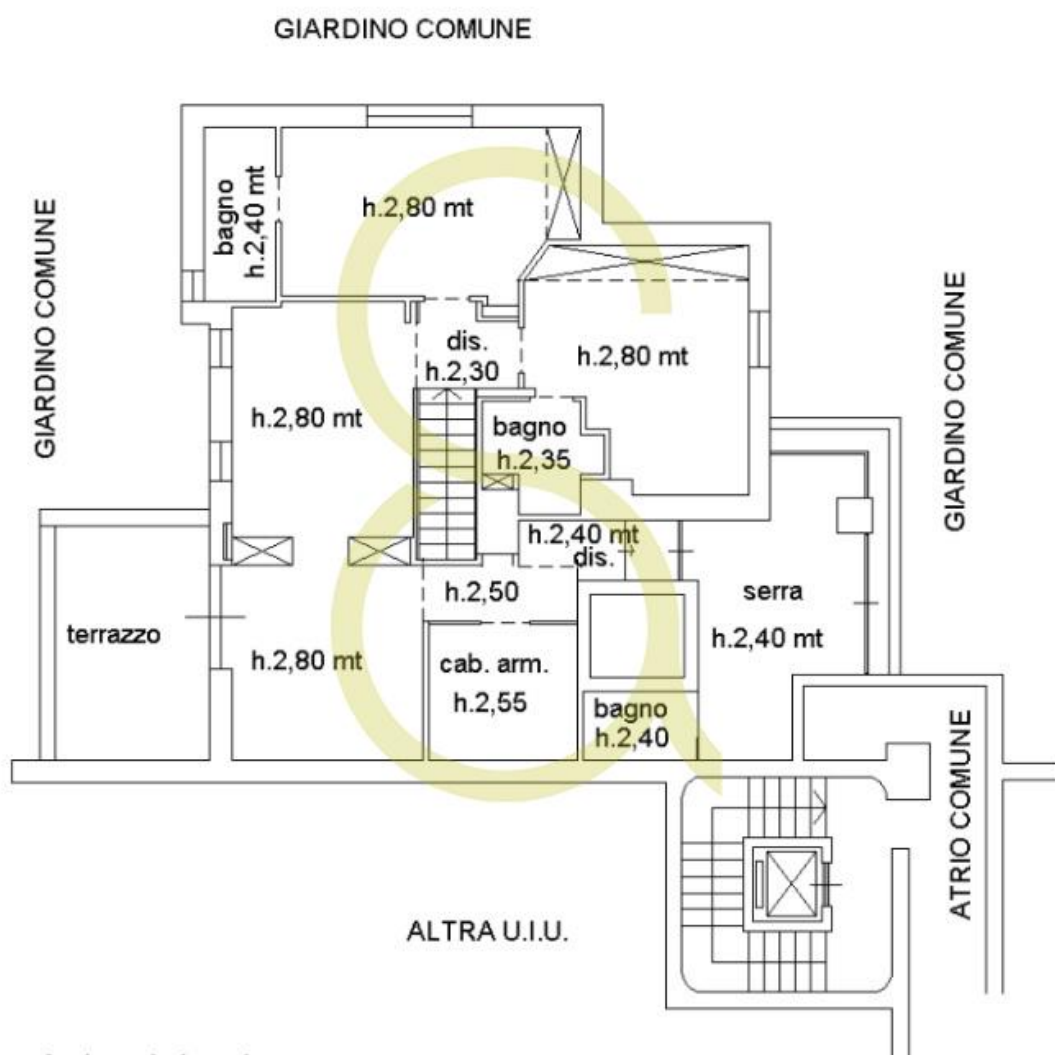 GIARDINO COMUNE
GIARDINO COMUNE
bagno
h.2,40 mt
h.2,80 mt
dis.
h.2,30
h.2,80 mt
GIARDINO COMUNE
h.2,80 mt
bagno
h.2,35
h.2,40 mt
dis.
h.2,50
serra
h.2,40 mt
terrazzo
h.2,80 mt
cab. arm.
h.2,55
bagno
h.2,40
ATRIO COMUNE
ALTRA U.I.U.